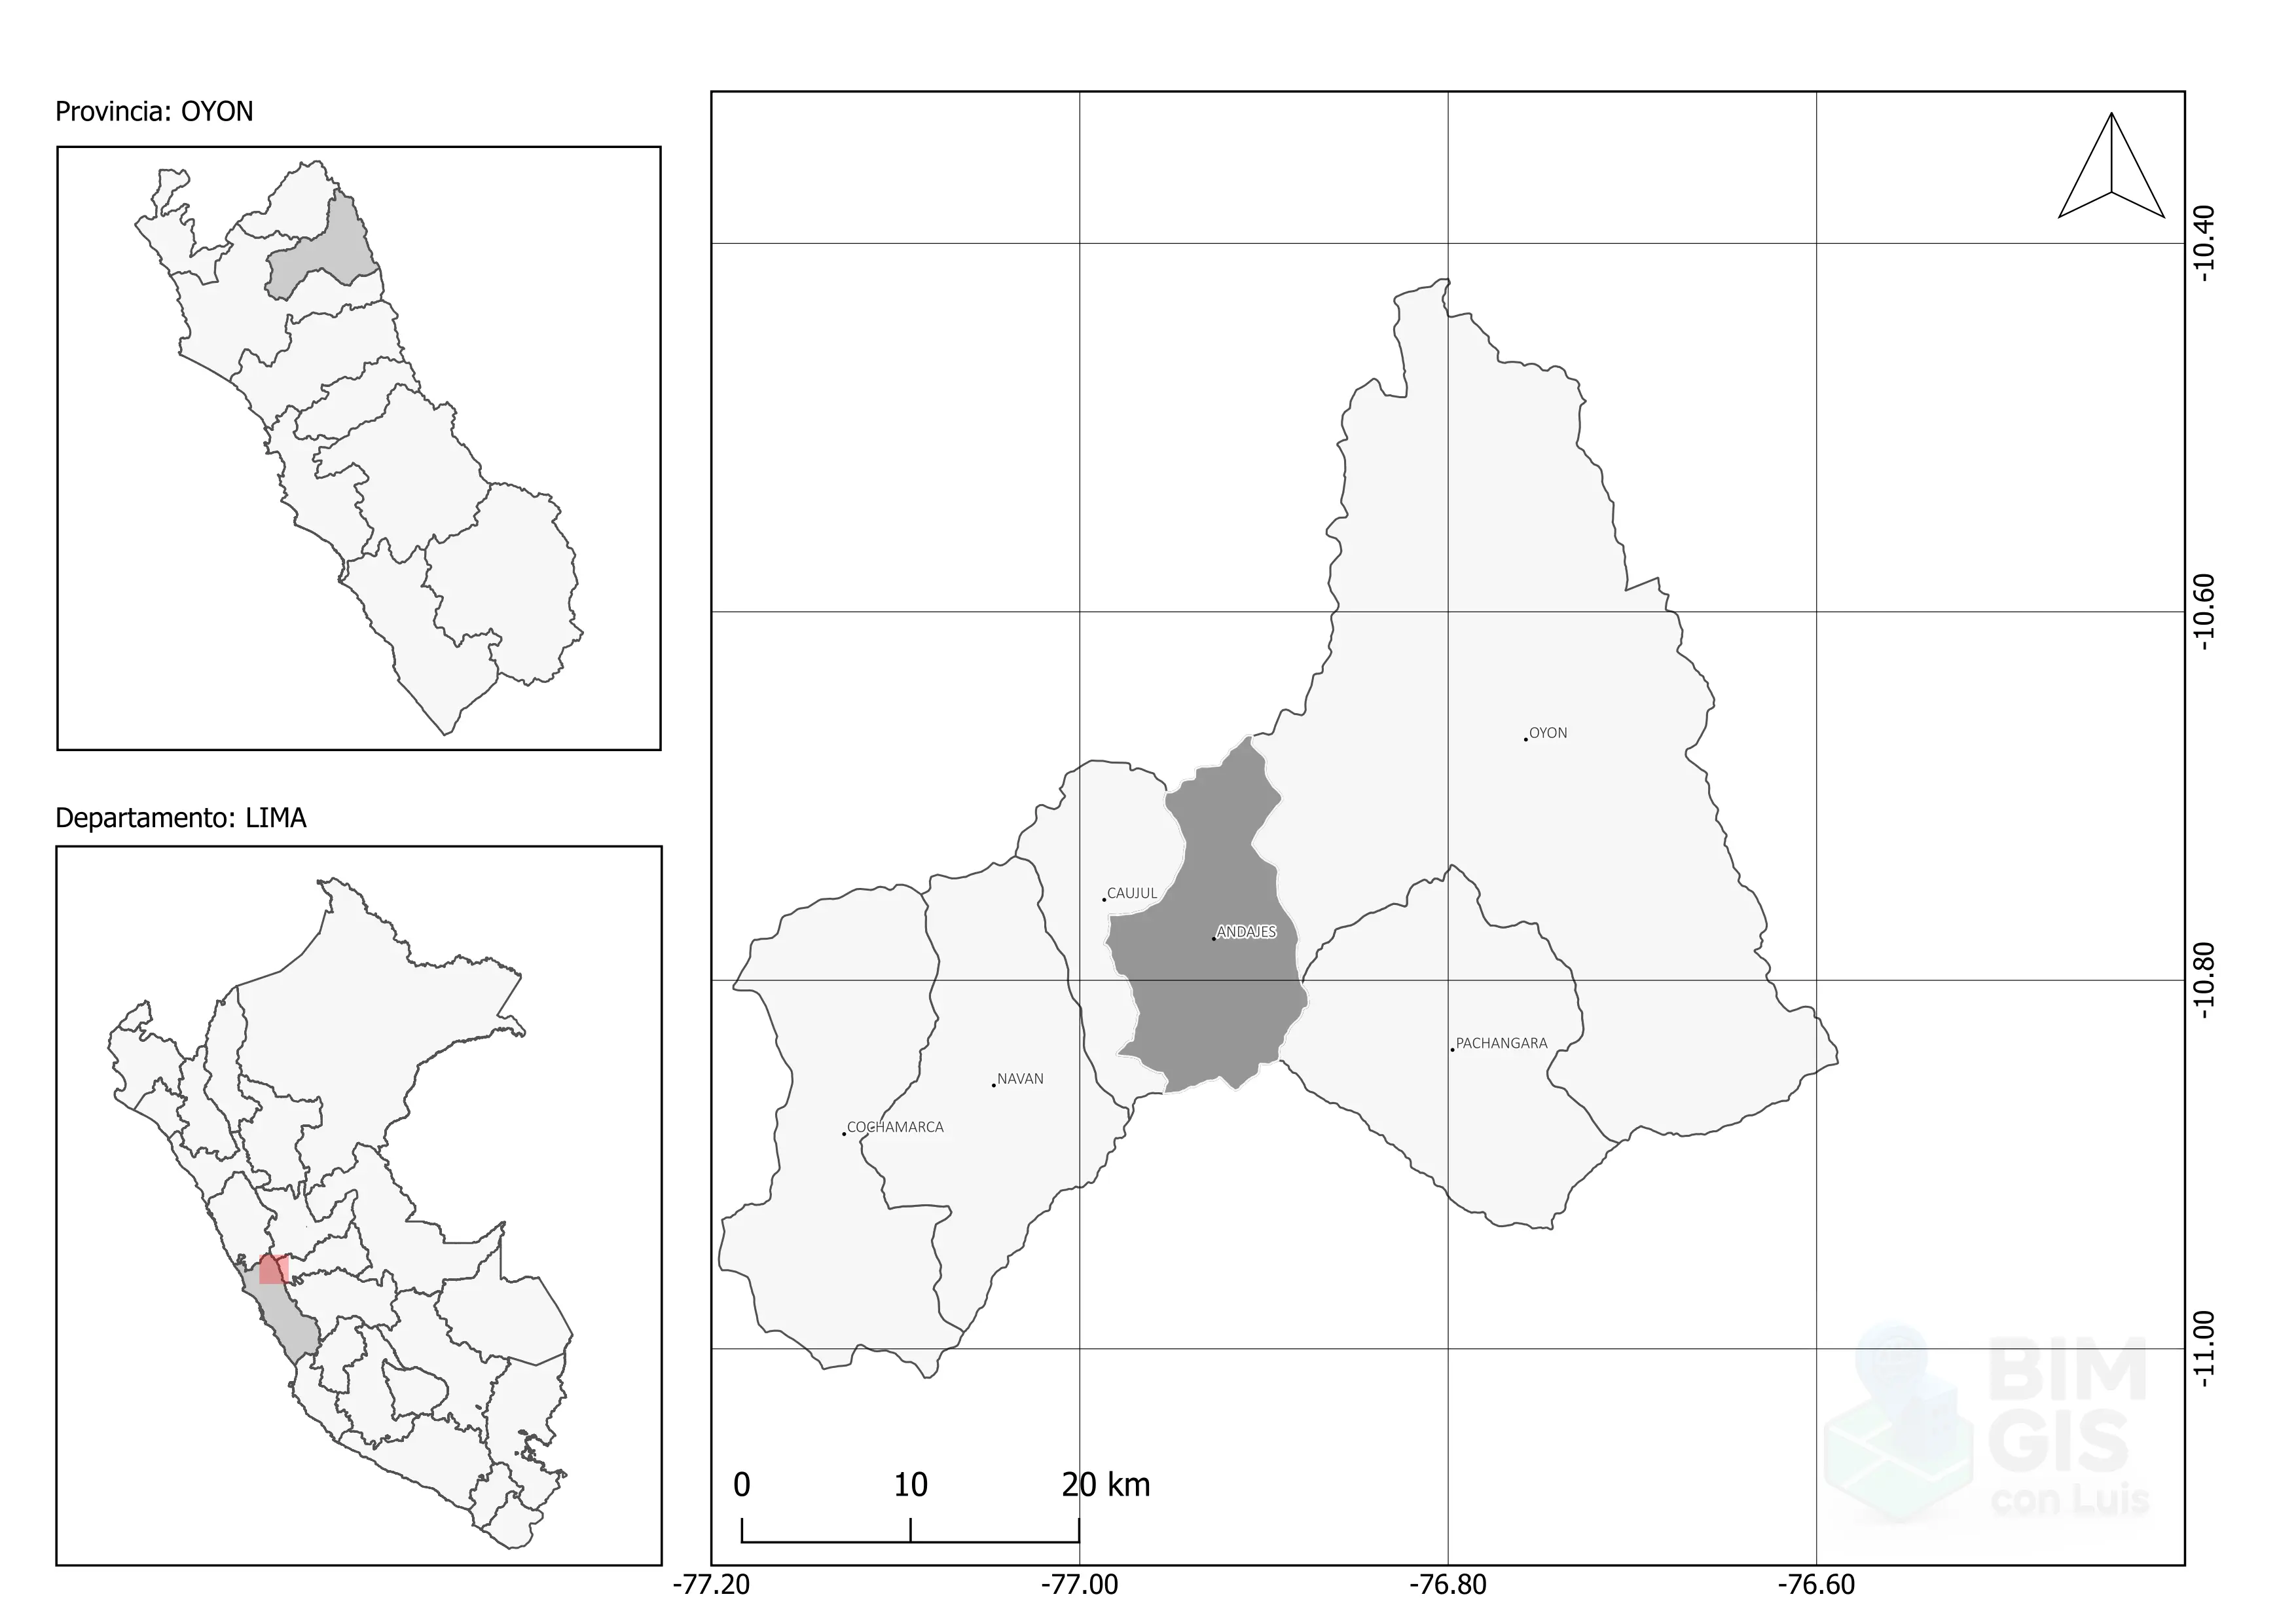 Provincia: OYON
Departamento: LIMA
OYON
CAUJUL
ANDAJES
PACHANGARA
NAVAN
COCHAMARCA
-10.40
-10.60
-10.80
-11.00
0 10 20 km
-77.20 -77.00 -76.80 -76.60
BIM
GIS
con Luis